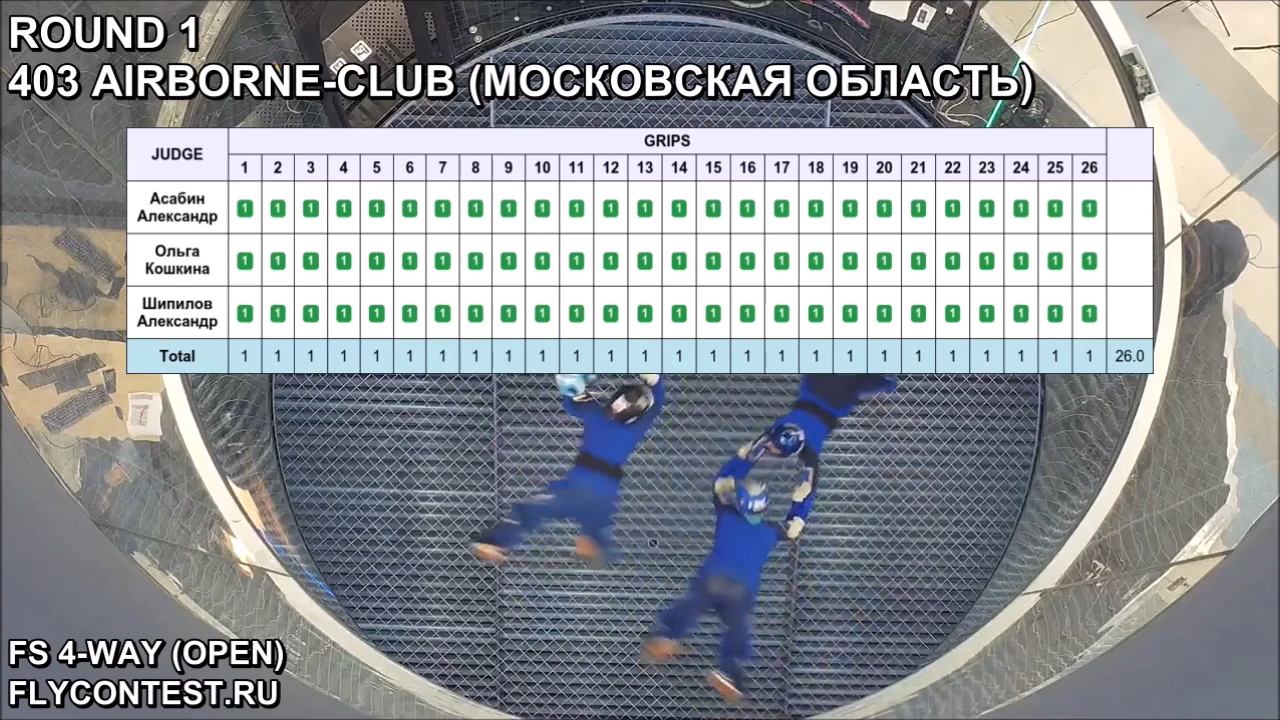 ROUND 1
403 AIRBORNE-CLUB (МОСКОВСКАЯ ОБЛАСТЬ)
JUDGE GRIPS
1 2 3 4 5 6 7 8 9 10 11 12 13 14 15 16 17 18 19 20 21 22 23 24 25 26
Асабин
Александр
1 1 1 1 1 1 1 1 1 1 1 1 1 1 1 1 1 1 1 1 1 1 1 1 1 1
Ольга
Кошкина
1 1 1 1 1 1 1 1 1 1 1 1 1 1 1 1 1 1 1 1 1 1 1 1 1 1
Шипилов
Александр
1 1 1 1 1 1 1 1 1 1 1 1 1 1 1 1 1 1 1 1 1 1 1 1 1 1
Total 1 1 1 1 1 1 1 1 1 1 1 1 1 1 1 1 1 1 1 1 1 1 1 1 1 1 26.0
FS 4-WAY (OPEN)
FLYCONTEST.RU